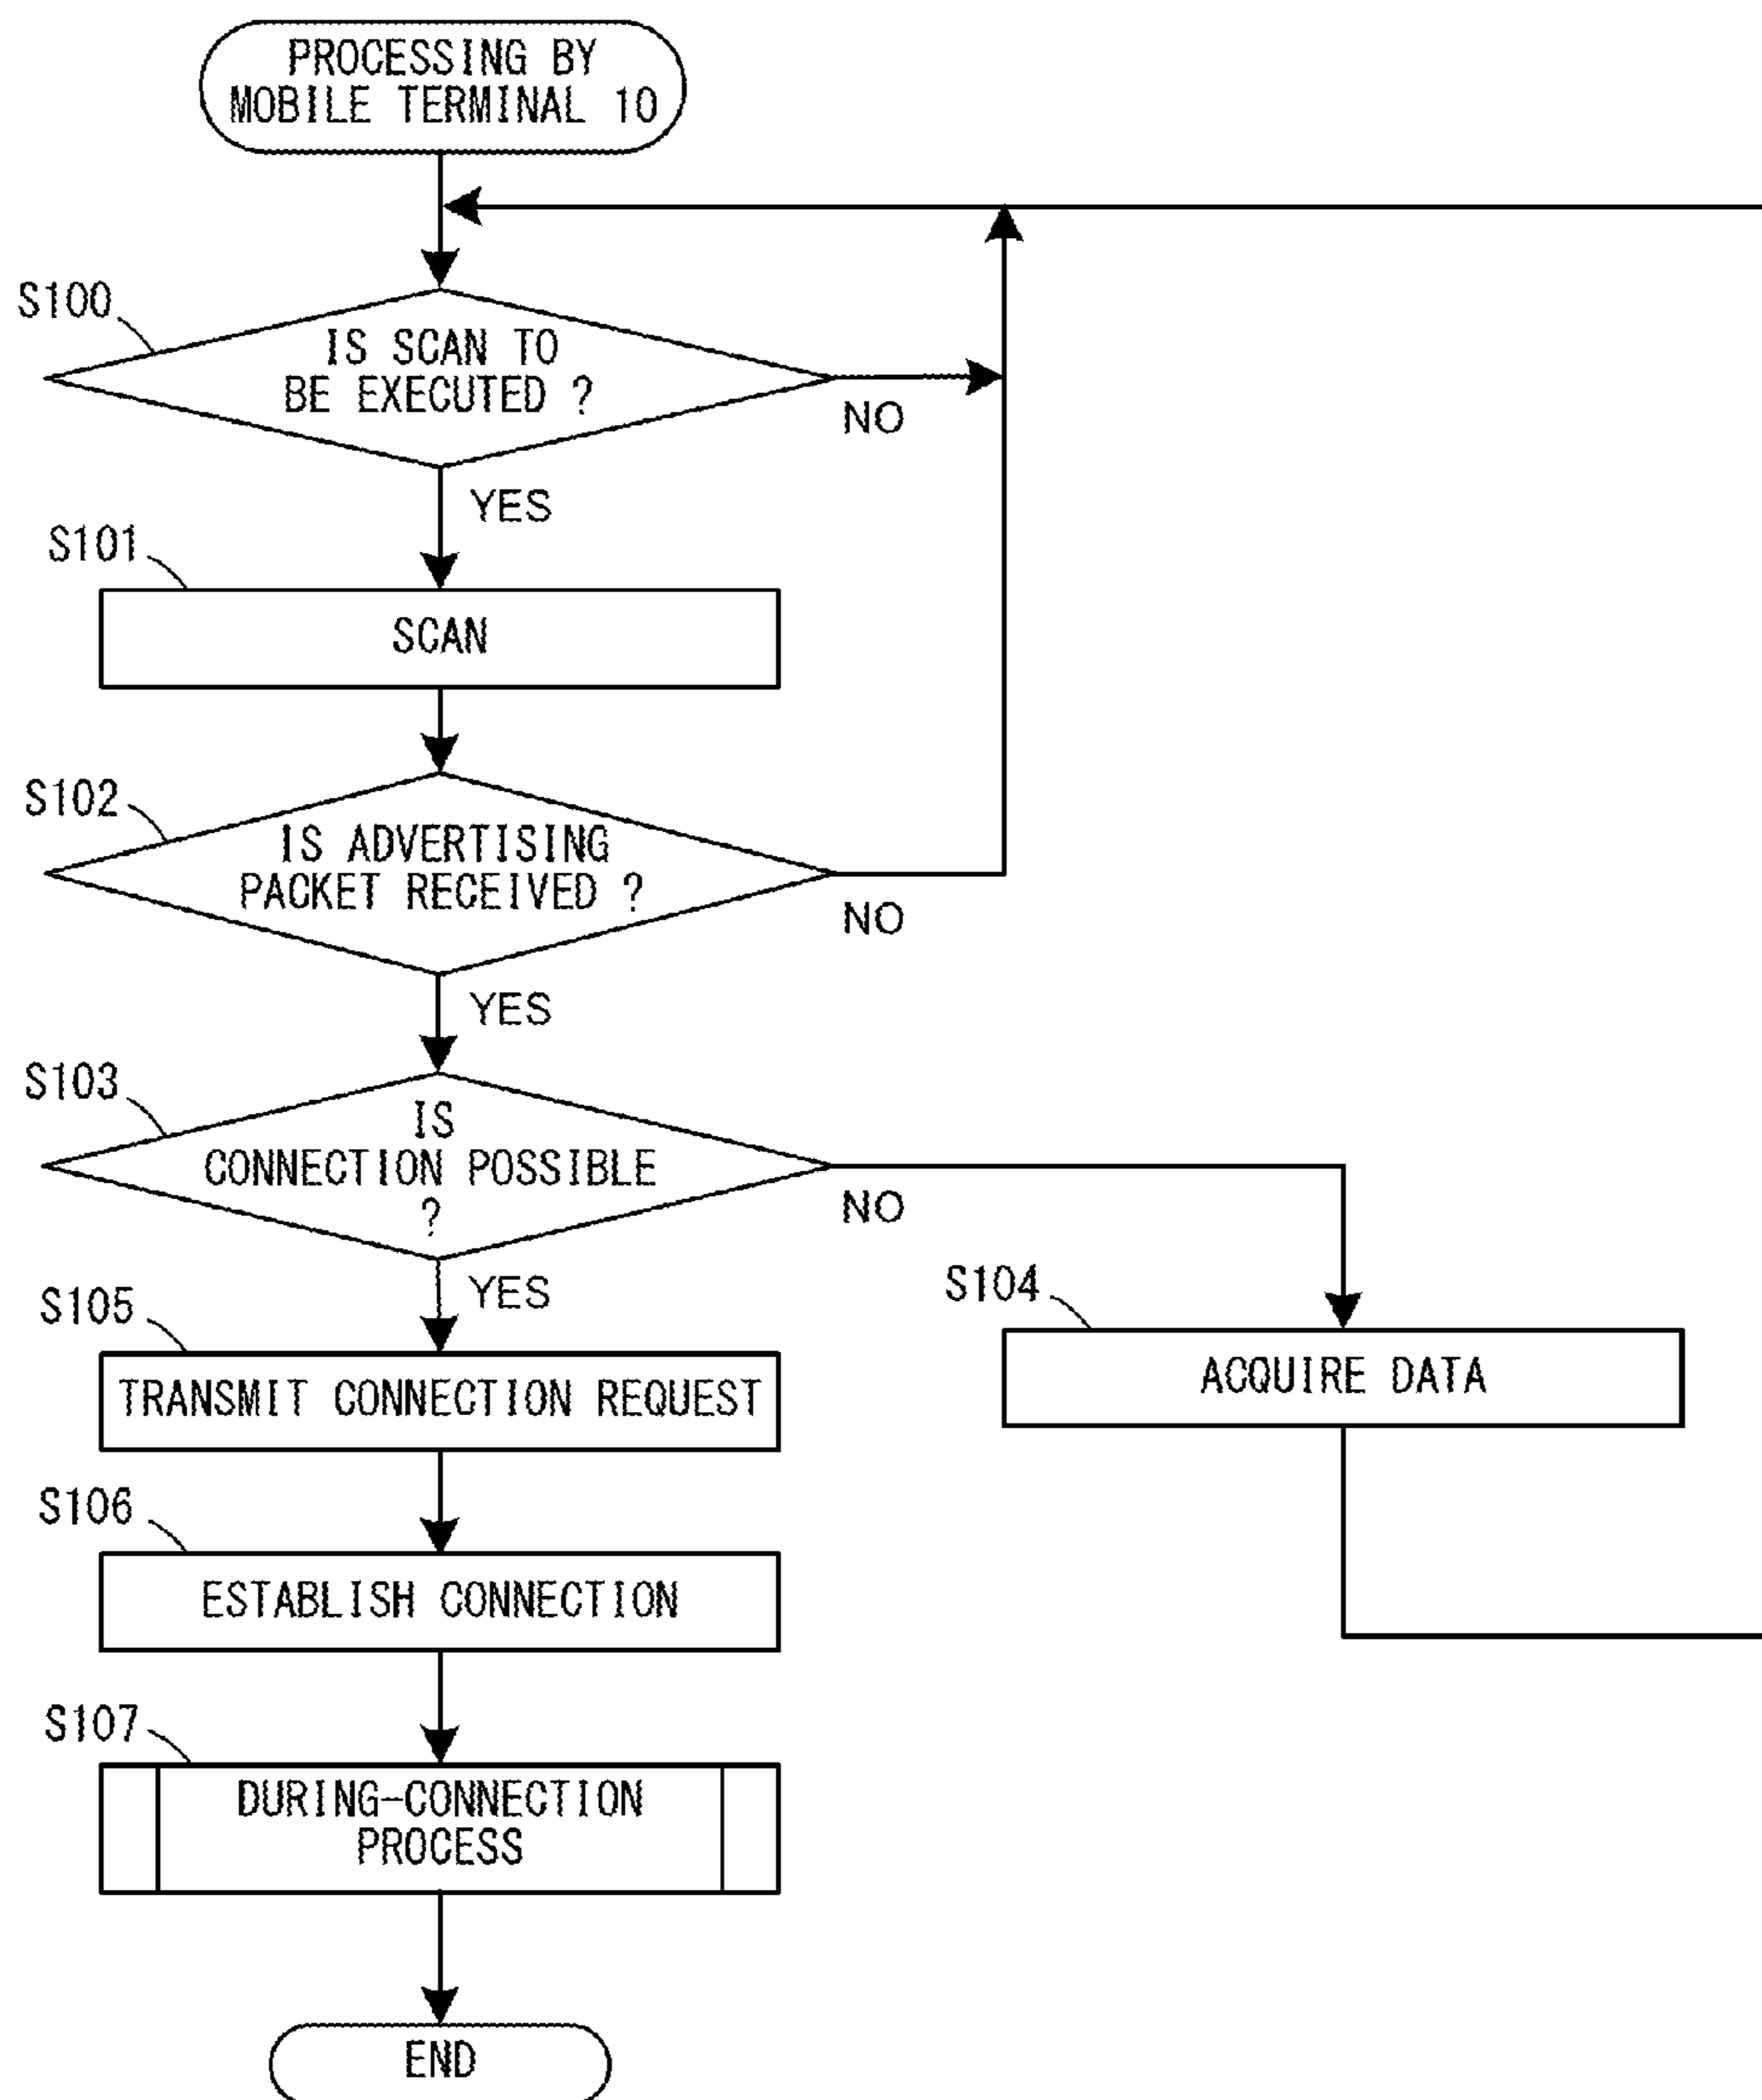 PROCESSING BY
MOBILE TERMINAL 10
S100
IS SCAN TO
BE EXECUTED ?
NO
YES
S101
SCAN
S102
IS ADVERTISING
PACKET RECEIVED ?
NO
YES
S103
IS
CONNECTION POSSIBLE
?
NO
YES
S104
ACQUIRE DATA
S105
TRANSMIT CONNECTION REQUEST
S106
ESTABLISH CONNECTION
S107
DURING-CONNECTION
PROCESS
END